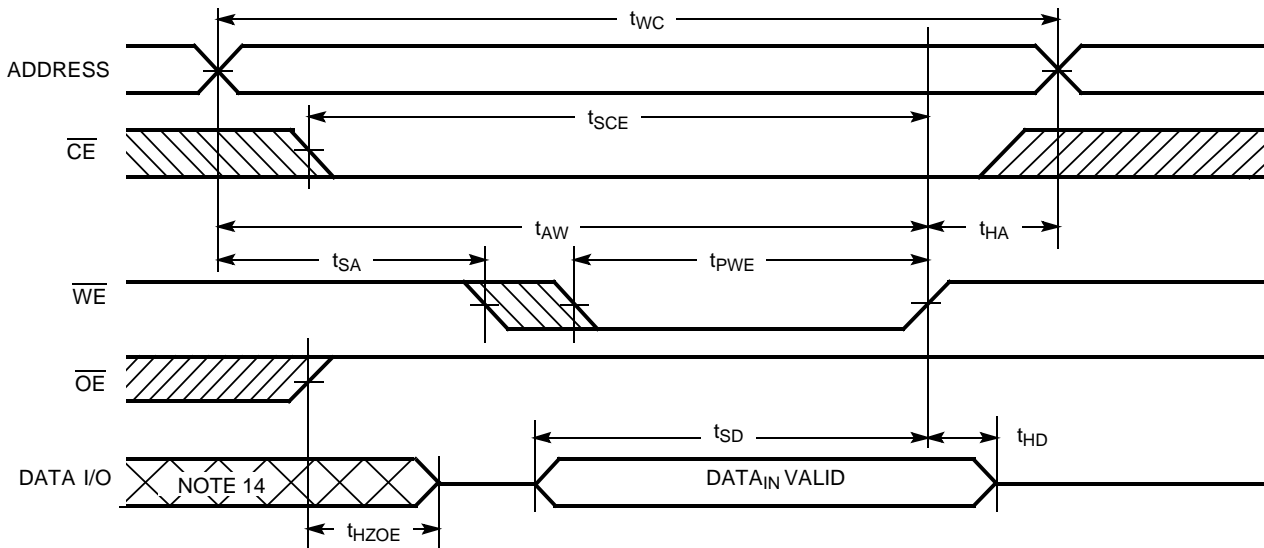 tWC
ADDRESS
tSCE
CE
tAW
tHA
tSA
tPWE
WE
OE
tSD
tHD
DATA I/O
NOTE 14
DATAIN VALID
tHZOE